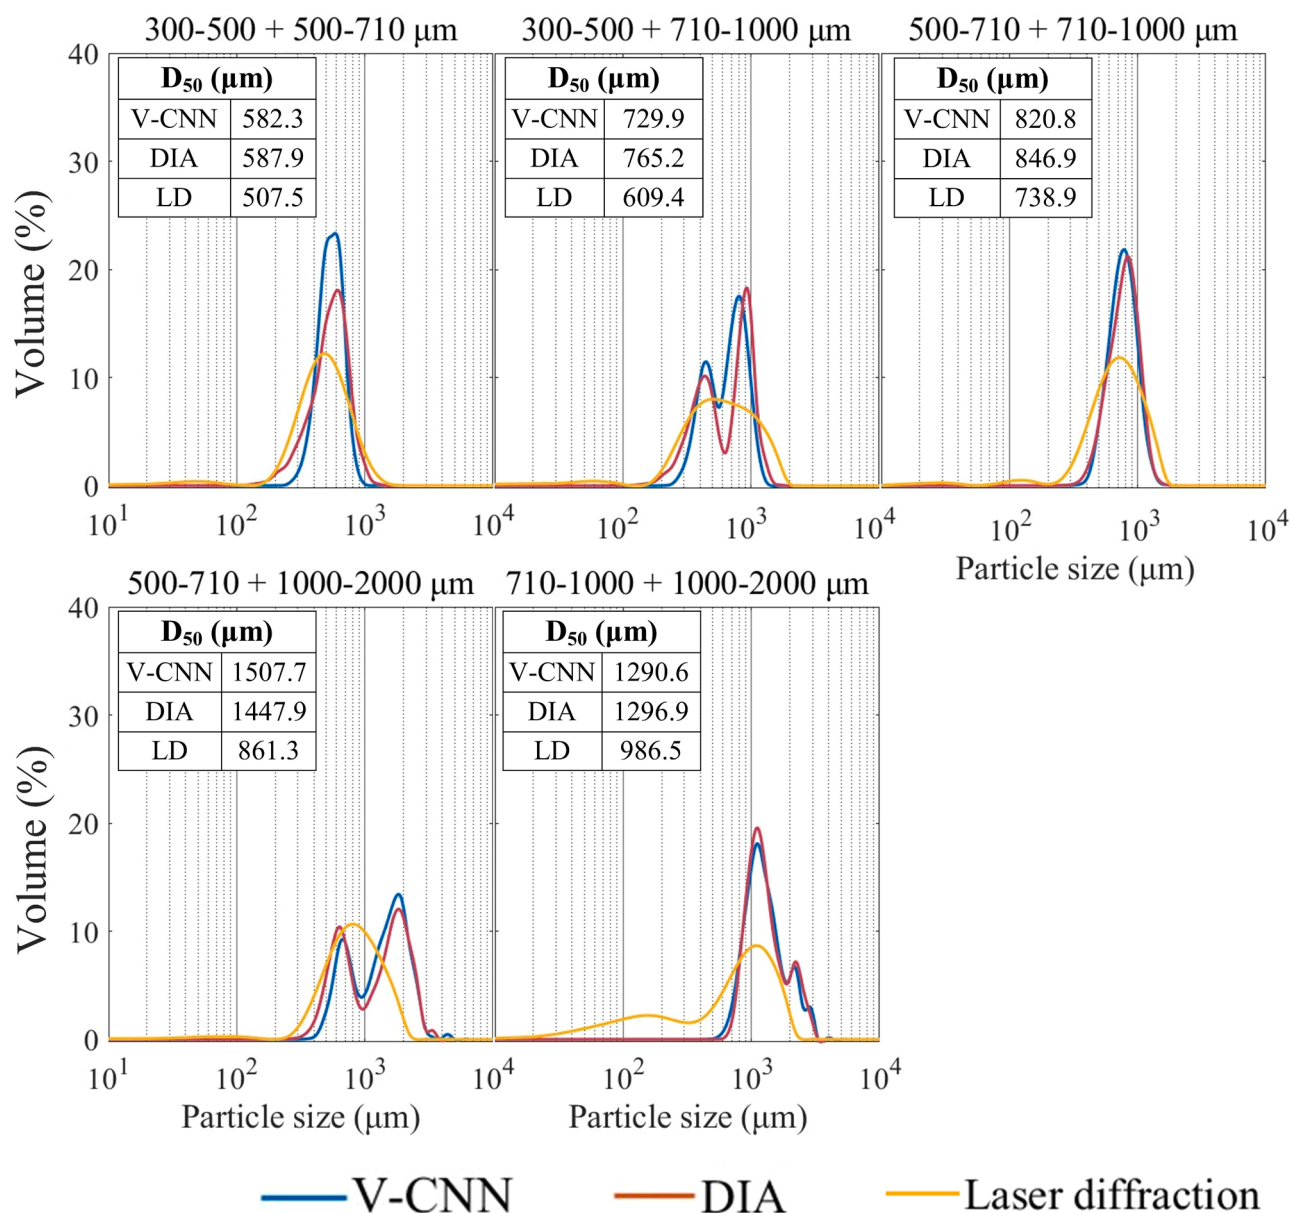 300-500 + 500-710 μm
300-500 + 710-1000 μm
500-710 + 710-1000 μm
Volume (%)
40
30
20
10
0
D50 (μm)
V-CNN 582.3
DIA 587.9
LD 507.5
D50 (μm)
V-CNN 729.9
DIA 765.2
LD 609.4
D50 (μm)
V-CNN 820.8
DIA 846.9
LD 738.9
10^1 10^2 10^3 10^4
10^2 10^3 10^4
10^2 10^3 10^4
Particle size (μm)
500-710 + 1000-2000 μm
710-1000 + 1000-2000 μm
Volume (%)
40
30
20
10
0
D50 (μm)
V-CNN 1507.7
DIA 1447.9
LD 861.3
D50 (μm)
V-CNN 1290.6
DIA 1296.9
LD 986.5
10^1 10^2 10^3 10^4
10^2 10^3 10^4
Particle size (μm)
Particle size (μm)
V-CNN DIA Laser diffraction